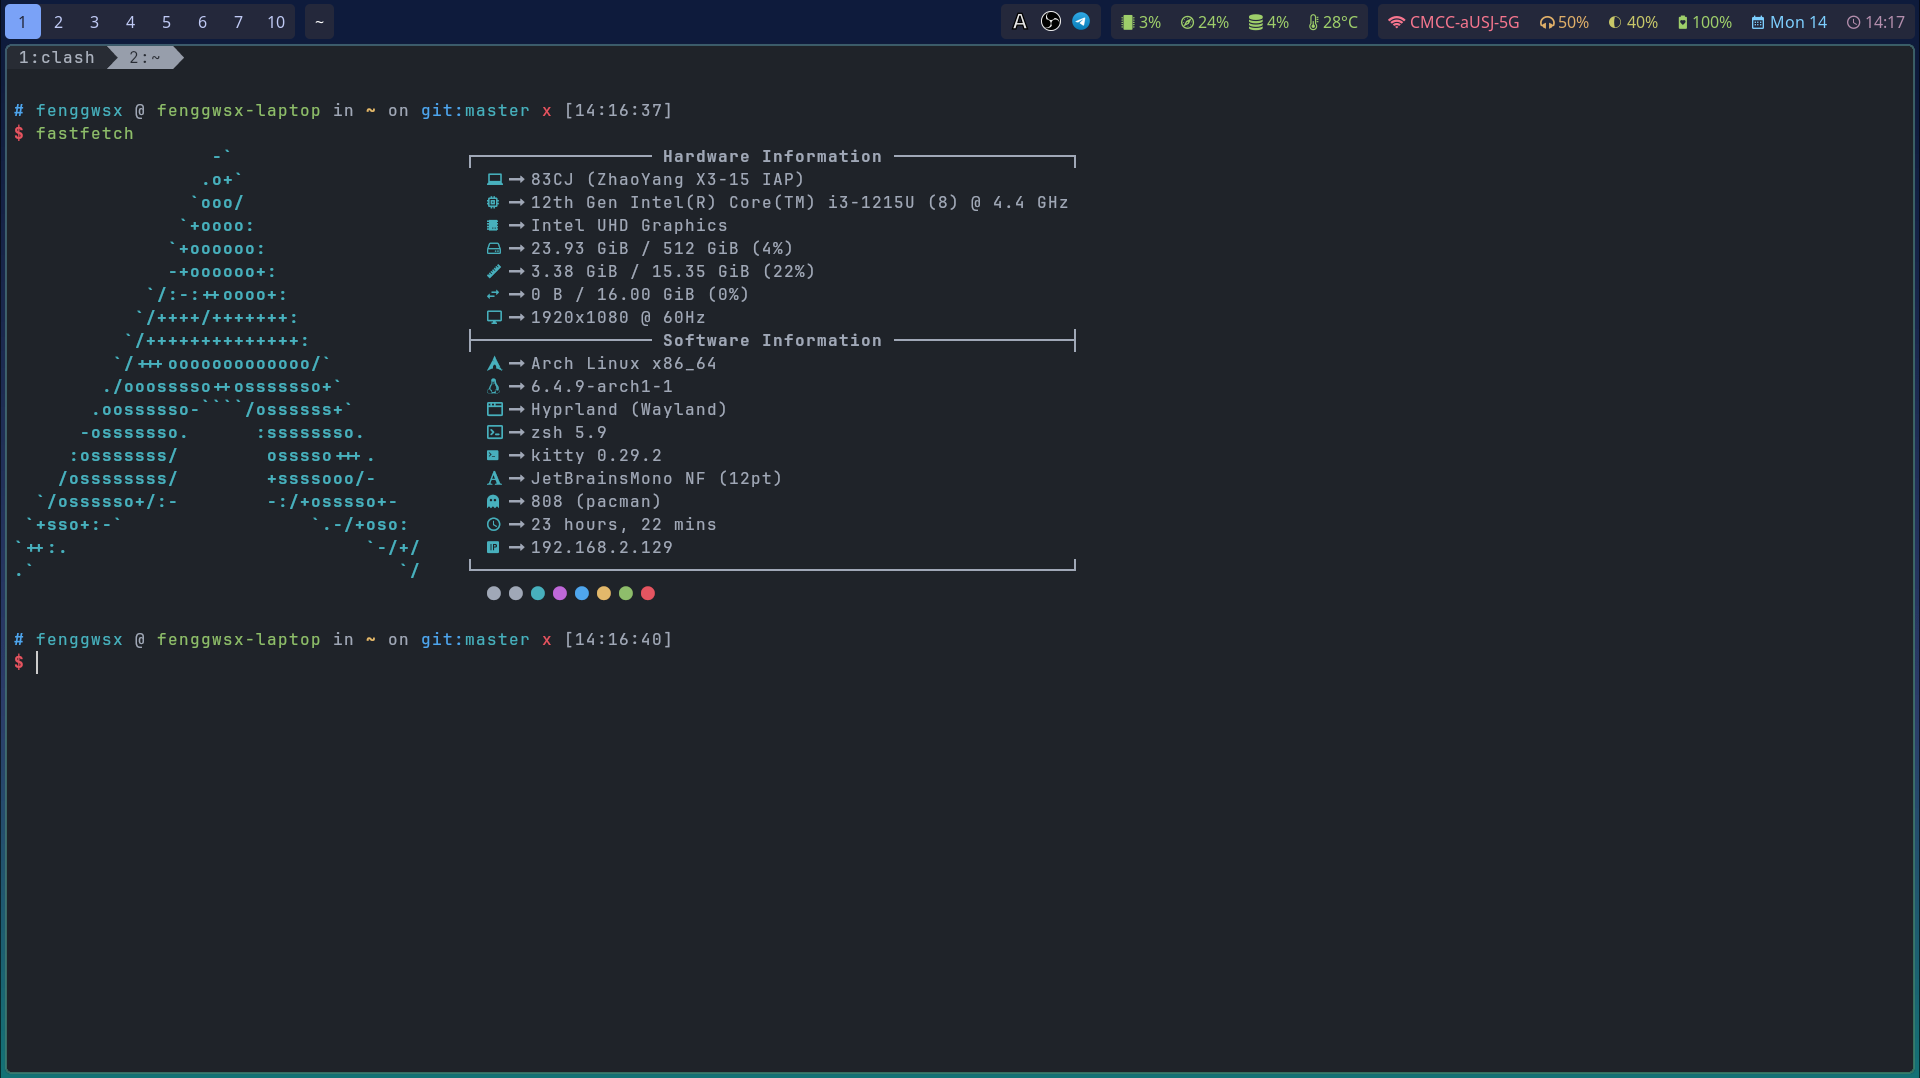 1 2 3 4 5 6 7 10 ~ A 3% 24% 4% 28°C CMCC-aUSJ-5G 50% 40% 100% Mon 14 14:17
1:clash 2:~
# fenggwsx @ fenggwsx-laptop in ~ on git:master x [14:16:37]
$ fastfetch
-` Hardware Information
.o+` 83CJ (ZhaoYang X3-15 IAP)
`ooo/ 12th Gen Intel(R) Core(TM) i3-1215U (8) @ 4.4 GHz
`+oooo: Intel UHD Graphics
`+oooooo: 23.93 GiB / 512 GiB (4%)
-+oooooo+: 3.38 GiB / 15.35 GiB (22%)
`/:-:++oooo+: 0 B / 16.00 GiB (0%)
`/++++/+++++++: 1920x1080 @ 60Hz
`/++++++++++++++: Software Information
`/+++ooooooooooooo/` Arch Linux x86_64
./ooosssso++osssssso+` 6.4.9-arch1-1
.oossssso-````/ossssss+` Hyprland (Wayland)
-osssssso. :ssssssso. zsh 5.9
:osssssss/ osssso+++. kitty 0.29.2
/ossssssss/ +ssssooo/- JetBrainsMono NF (12pt)
`/ossssso+/:- -:/+osssso+- 808 (pacman)
`+sso+:-` `.-/+oso: 23 hours, 22 mins
`++:. `-/+/ 192.168.2.129
.` `/
# fenggwsx @ fenggwsx-laptop in ~ on git:master x [14:16:40]
$